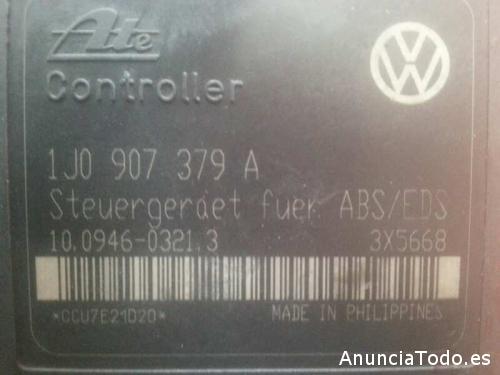 Ate
Controller
1J0 907 379 A
Steuergeraet fuer ABS/EDS
10.0946-0321.3 3X5668
*CCU7E21D20* MADE IN PHILIPPINES
AnunciaTodo.es